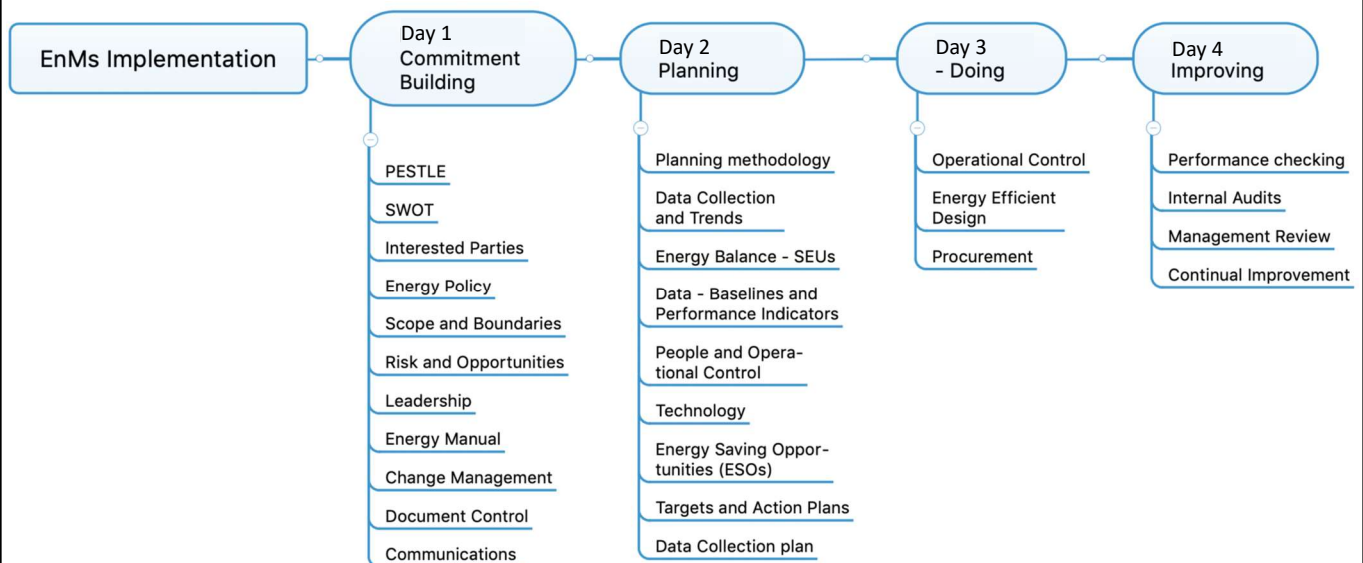 EnMs Implementation
Day 1
Commitment
Building
PESTLE
SWOT
Interested Parties
Energy Policy
Scope and Boundaries
Risk and Opportunities
Leadership
Energy Manual
Change Management
Document Control
Communications
Day 2
Planning
Planning methodology
Data Collection
and Trends
Energy Balance - SEUs
Data - Baselines and
Performance Indicators
People and Opera-
tional Control
Technology
Energy Saving Oppor-
tunities (ESOs)
Targets and Action Plans
Data Collection plan
Day 3
- Doing
Operational Control
Energy Efficient
Design
Procurement
Day 4
Improving
Performance checking
Internal Audits
Management Review
Continual Improvement